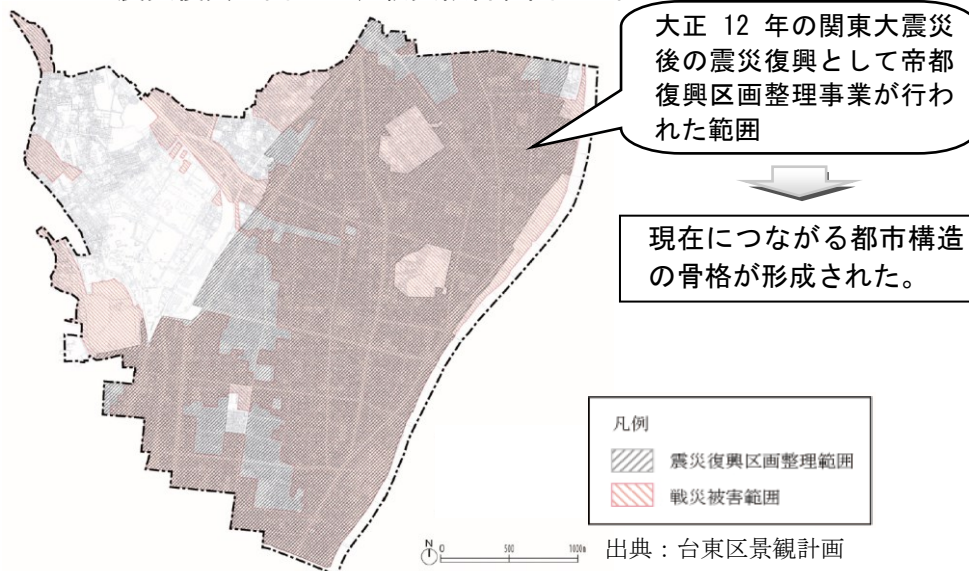 大正 12 年の関東大震災
後の震災復興として帝都
復興区画整理事業が行わ
れた範囲
現在につながる都市構造
の骨格が形成された。
凡例
震災復興区画整理範囲
戦災被害範囲
N 0 500 1000m
出典：台東区景観計画